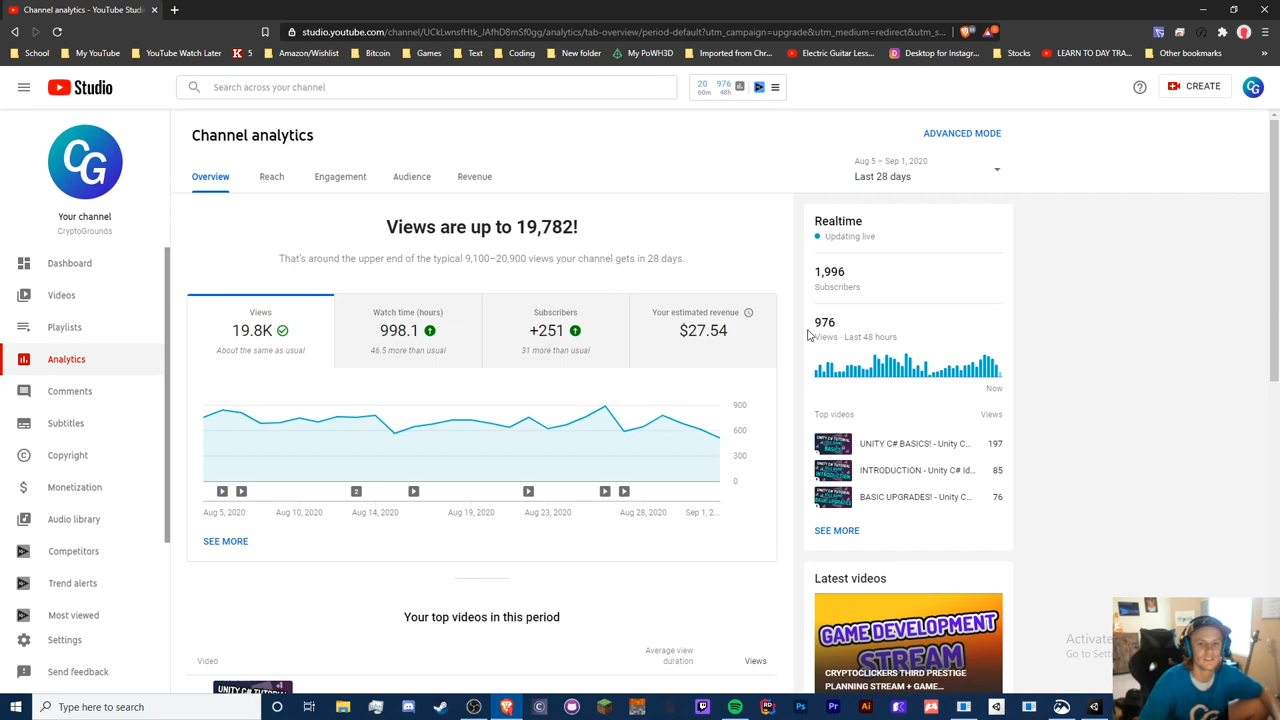 Channel analytics - YouTube Studio
studio.youtube.com/channel/UCkLwnsfHtk_JAfhD8mSf0gg/analytics/tab-overview/period-default?utm_campaign=upgrade&utm_medium=redirect&utm_s...
School My YouTube YouTube Watch Later 5 Amazon/Wishlist Bitcoin Games Text Coding New folder My PoWH3D Imported from Chr... Electric Guitar Less... Desktop for Instagr... Stocks LEARN TO DAY TRA...
Studio
Search across your channel
20 60m 976 48h
CREATE
CG
CG
Your channel
CryptoGrounds
Dashboard
Videos
Playlists
Analytics
Comments
Subtitles
Copyright
Monetization
Audio library
Competitors
Trend alerts
Most viewed
Settings
Send feedback
Channel analytics
ADVANCED MODE
Overview Reach Engagement Audience Revenue
Aug 5 – Sep 1, 2020
Last 28 days
Views are up to 19,782!
That's around the upper end of the typical 9,100–20,900 views your channel gets in 28 days.
Views
19.8K
About the same as usual
Watch time (hours)
998.1
46.5 more than usual
Subscribers
+251
31 more than usual
Your estimated revenue
$27.54
900
600
300
0
2
Aug 5, 2020 Aug 10, 2020 Aug 14, 2020 Aug 19, 2020 Aug 23, 2020 Aug 28, 2020 Sep 1, 2...
SEE MORE
Your top videos in this period
Video Average view duration Views
UNITY C# TUTORIAL
Realtime
Updating live
1,996
Subscribers
976
Views · Last 48 hours
Now
Top videos Views
UNITY C# BASICS! - Unity C... 197
INTRODUCTION - Unity C# Id... 85
BASIC UPGRADES! - Unity C... 76
SEE MORE
Latest videos
GAME DEVELOPMENT
STREAM
CRYPTOCLICKERS THIRD PRESTIGE
PLANNING STREAM + GAME...
Type here to search